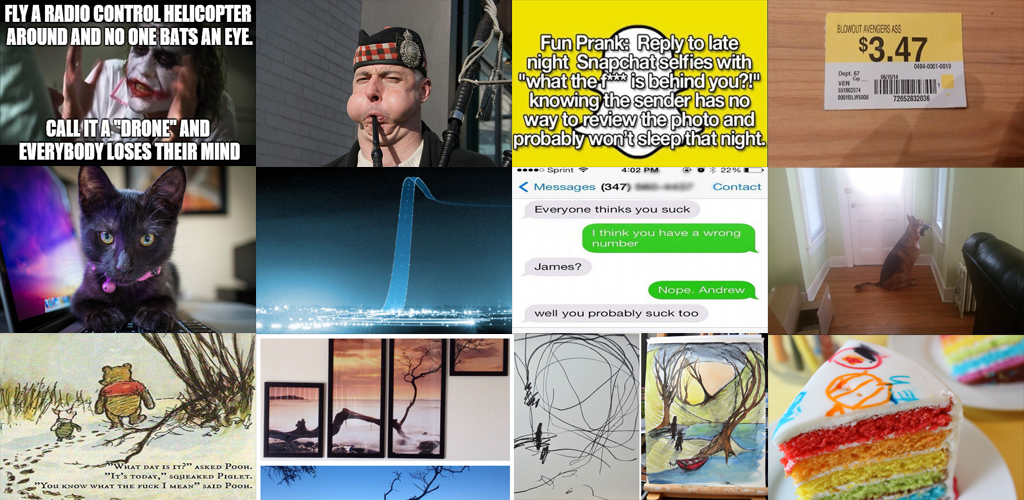 FLY A RADIO CONTROL HELICOPTER
AROUND AND NO ONE BATS AN EYE.
CALL IT A "DRONE" AND
EVERYBODY LOSES THEIR MIND
Fun Prank: Reply to late
night Snapchat selfies with
"what the f*** is behind you?!"
knowing the sender has no
way to review the photo and
probably won't sleep that night.
BLOWOUT AVENGERS ASS
$3.47
0404-0001-0019
Dept. 67
VEN
72652832036
Sprint 4:02 PM 22%
Messages (347) Contact
Everyone thinks you suck
I think you have a wrong
number
James?
Nope. Andrew
well you probably suck too
"WHAT DAY IS IT?" ASKED POOH.
"IT'S TODAY," SQUEAKED PIGLET.
"YOU KNOW WHAT THE FUCK I MEAN" SAID POOH.